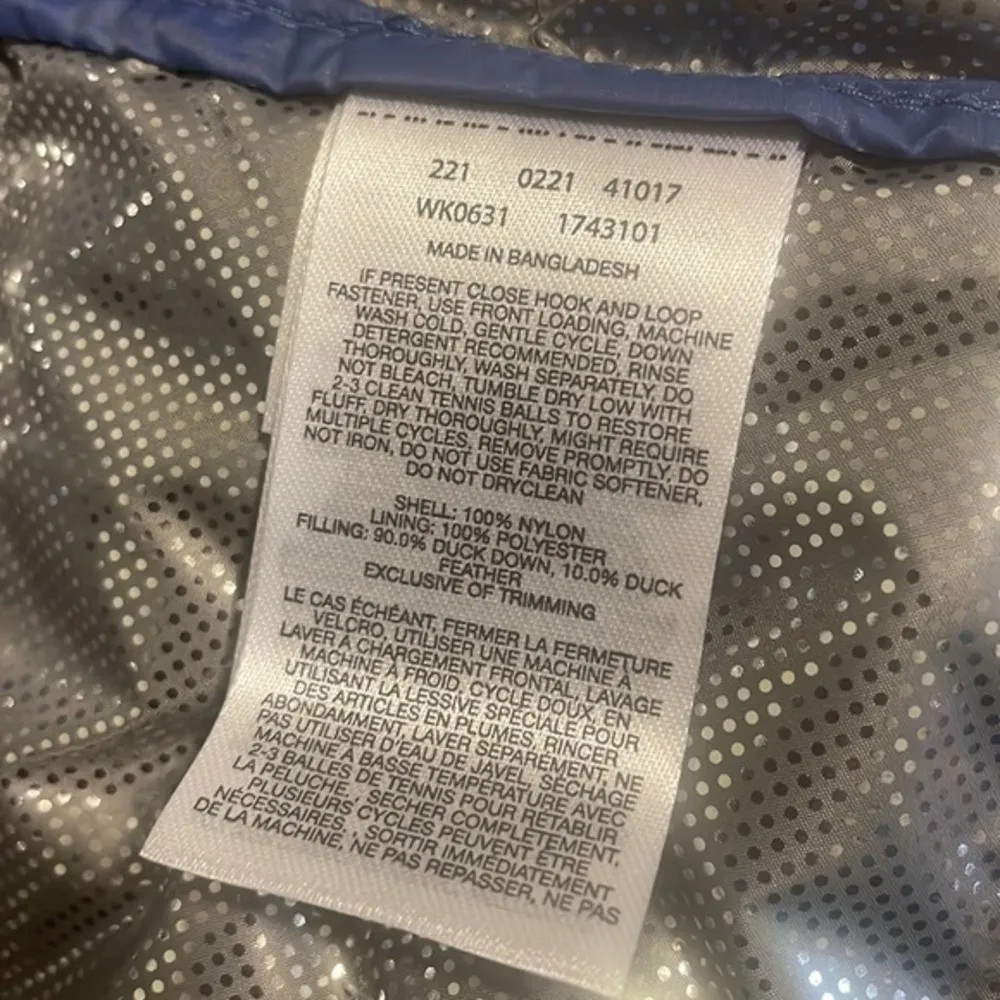 221 0221 41017
WK0631 1743101
MADE IN BANGLADESH
IF PRESENT CLOSE HOOK AND LOOP
FASTENER, USE FRONT LOADING, MACHINE
WASH COLD, GENTLE CYCLE, DOWN
DETERGENT RECOMMENDED, RINSE
THOROUGHLY, WASH SEPARATELY, DO
NOT BLEACH, TUMBLE DRY LOW WITH
2-3 CLEAN TENNIS BALLS TO RESTORE
FLUFF, DRY THOROUGHLY, MIGHT REQUIRE
MULTIPLE CYCLES, REMOVE PROMPTLY, DO
NOT IRON, DO NOT USE FABRIC SOFTENER,
DO NOT DRYCLEAN
SHELL: 100% NYLON
LINING: 100% POLYESTER
FILLING: 90.0% DUCK DOWN, 10.0% DUCK
FEATHER
EXCLUSIVE OF TRIMMING
LE CAS ÉCHÉANT, FERMER LA FERMETURE
VELCRO, UTILISER UNE MACHINE À
LAVER À CHARGEMENT FRONTAL, LAVAGE
MACHINE À FROID, CYCLE DOUX, EN
UTILISANT LA LESSIVE SPÉCIALE POUR
DES ARTICLES EN PLUMES, RINCER
ABONDAMMENT, LAVER SEPAREMENT, NE
PAS UTILISER D'EAU DE JAVEL, SECHAGE
MACHINE À BASSE TEMPERATURE AVEC
2-3 BALLES DE TENNIS POUR RÉTABLIR
LA PELUCHE , SECHER COMPLÈTEMENT,
PLUSIEURS CYCLES PEUVENT ÊTRE
NÉCESSAIRES , SORTIR IMMÉDIATEMENT
DE LA MACHINE, NE PAS REPASSER, NE PAS